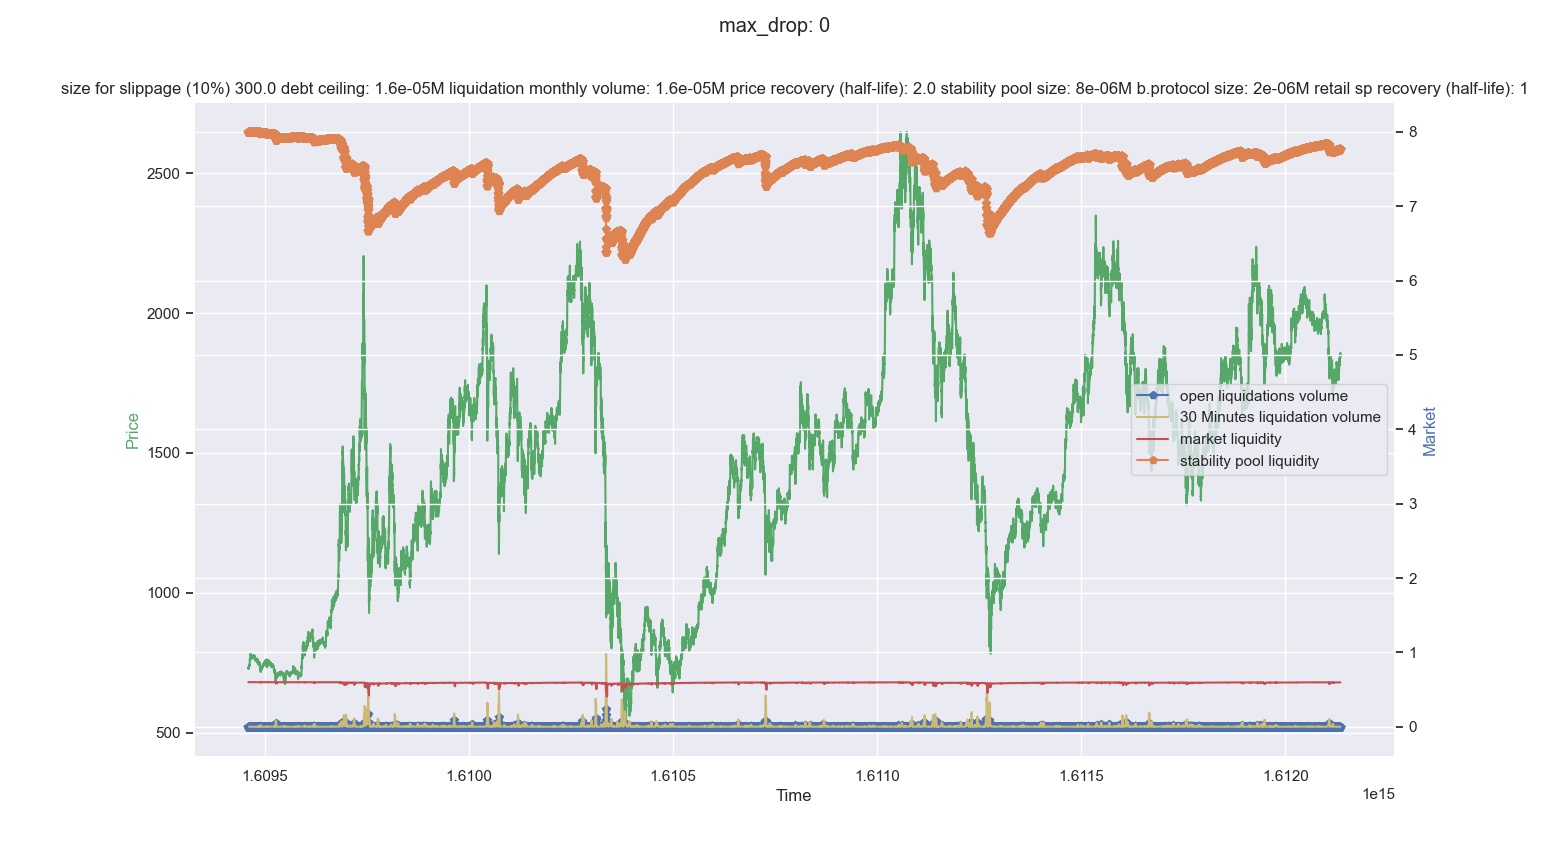 max_drop: 0
size for slippage (10%) 300.0 debt ceiling: 1.6e-05M liquidation monthly volume: 1.6e-05M price recovery (half-life): 2.0 stability pool size: 8e-06M b.protocol size: 2e-06M retail sp recovery (half-life): 1
2500
2000
1500
1000
500
Price
8
7
6
5
4
3
2
1
0
Market
open liquidations volume
30 Minutes liquidation volume
market liquidity
stability pool liquidity
1.6095 1.6100 1.6105 1.6110 1.6115 1.6120
Time
1e15